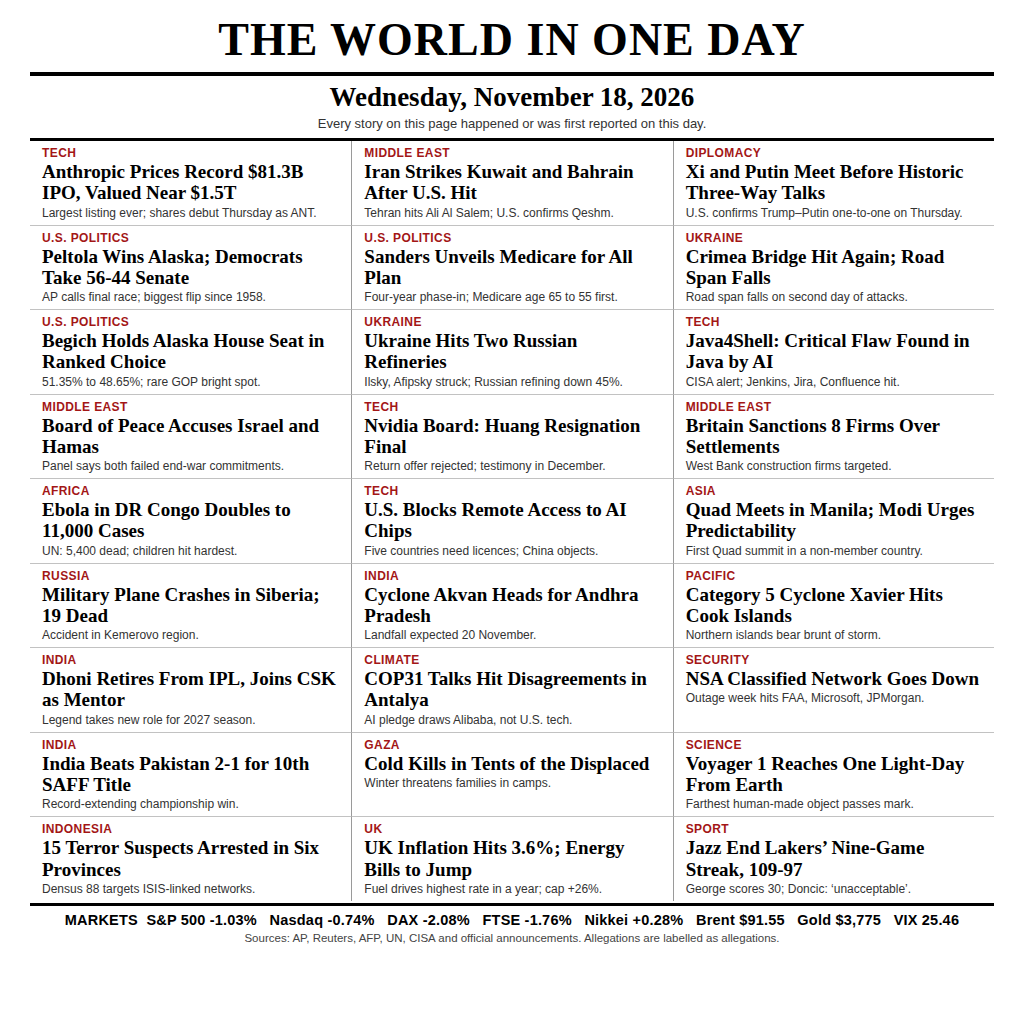 THE WORLD IN ONE DAY
Wednesday, November 18, 2026
Every story on this page happened or was first reported on this day.
TECH
Anthropic Prices Record $81.3B
IPO, Valued Near $1.5T
Largest listing ever; shares debut Thursday as ANT.
MIDDLE EAST
Iran Strikes Kuwait and Bahrain
After U.S. Hit
Tehran hits Ali Al Salem; U.S. confirms Qeshm.
DIPLOMACY
Xi and Putin Meet Before Historic
Three-Way Talks
U.S. confirms Trump–Putin one-to-one on Thursday.
U.S. POLITICS
Peltola Wins Alaska; Democrats
Take 56-44 Senate
AP calls final race; biggest flip since 1958.
U.S. POLITICS
Sanders Unveils Medicare for All
Plan
Four-year phase-in; Medicare age 65 to 55 first.
UKRAINE
Crimea Bridge Hit Again; Road
Span Falls
Road span falls on second day of attacks.
U.S. POLITICS
Begich Holds Alaska House Seat in
Ranked Choice
51.35% to 48.65%; rare GOP bright spot.
UKRAINE
Ukraine Hits Two Russian
Refineries
Ilsky, Afipsky struck; Russian refining down 45%.
TECH
Java4Shell: Critical Flaw Found in
Java by AI
CISA alert; Jenkins, Jira, Confluence hit.
MIDDLE EAST
Board of Peace Accuses Israel and
Hamas
Panel says both failed end-war commitments.
TECH
Nvidia Board: Huang Resignation
Final
Return offer rejected; testimony in December.
MIDDLE EAST
Britain Sanctions 8 Firms Over
Settlements
West Bank construction firms targeted.
AFRICA
Ebola in DR Congo Doubles to
11,000 Cases
UN: 5,400 dead; children hit hardest.
TECH
U.S. Blocks Remote Access to AI
Chips
Five countries need licences; China objects.
ASIA
Quad Meets in Manila; Modi Urges
Predictability
First Quad summit in a non-member country.
RUSSIA
Military Plane Crashes in Siberia;
19 Dead
Accident in Kemerovo region.
INDIA
Cyclone Akvan Heads for Andhra
Pradesh
Landfall expected 20 November.
PACIFIC
Category 5 Cyclone Xavier Hits
Cook Islands
Northern islands bear brunt of storm.
INDIA
Dhoni Retires From IPL, Joins CSK
as Mentor
Legend takes new role for 2027 season.
CLIMATE
COP31 Talks Hit Disagreements in
Antalya
AI pledge draws Alibaba, not U.S. tech.
SECURITY
NSA Classified Network Goes Down
Outage week hits FAA, Microsoft, JPMorgan.
INDIA
India Beats Pakistan 2-1 for 10th
SAFF Title
Record-extending championship win.
GAZA
Cold Kills in Tents of the Displaced
Winter threatens families in camps.
SCIENCE
Voyager 1 Reaches One Light-Day
From Earth
Farthest human-made object passes mark.
INDONESIA
15 Terror Suspects Arrested in Six
Provinces
Densus 88 targets ISIS-linked networks.
UK
UK Inflation Hits 3.6%; Energy
Bills to Jump
Fuel drives highest rate in a year; cap +26%.
SPORT
Jazz End Lakers’ Nine-Game
Streak, 109-97
George scores 30; Doncic: ‘unacceptable’.
MARKETS S&P 500 -1.03% Nasdaq -0.74% DAX -2.08% FTSE -1.76% Nikkei +0.28% Brent $91.55 Gold $3,775 VIX 25.46
Sources: AP, Reuters, AFP, UN, CISA and official announcements. Allegations are labelled as allegations.